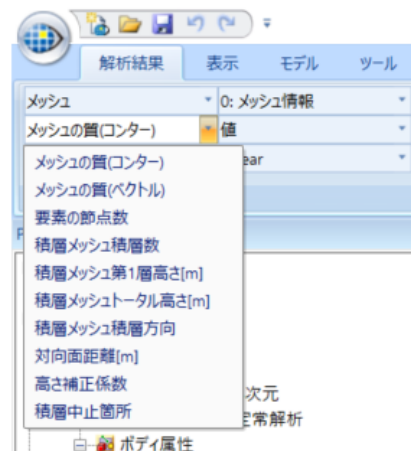 解析結果 表示 モデル ツール
メッシュ 0: メッシュ情報
メッシュの質(コンター) 値
メッシュの質(コンター) ear
メッシュの質(ベクトル)
要素の節点数
積層メッシュ積層数
積層メッシュ第1層高さ[m]
積層メッシュトータル高さ[m]
積層メッシュ積層方向
対向面距離[m]
高さ補正係数
次元
積層中止箇所
常解析
ボディ属性